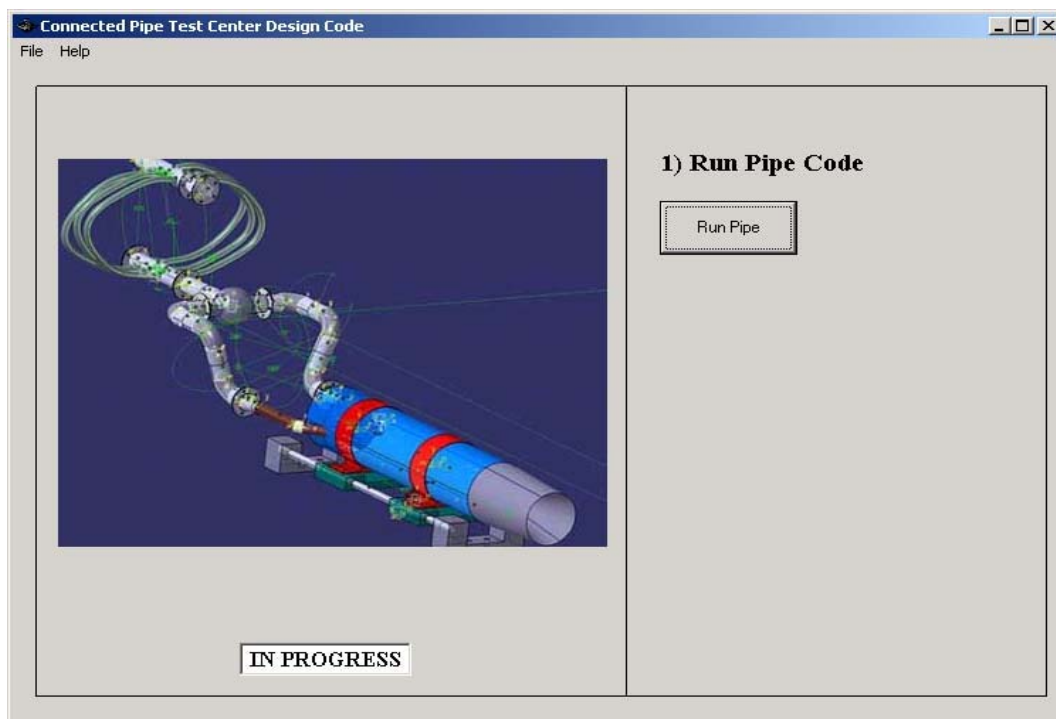 Connected Pipe Test Center Design Code
File Help
1) Run Pipe Code
Run Pipe
IN PROGRESS